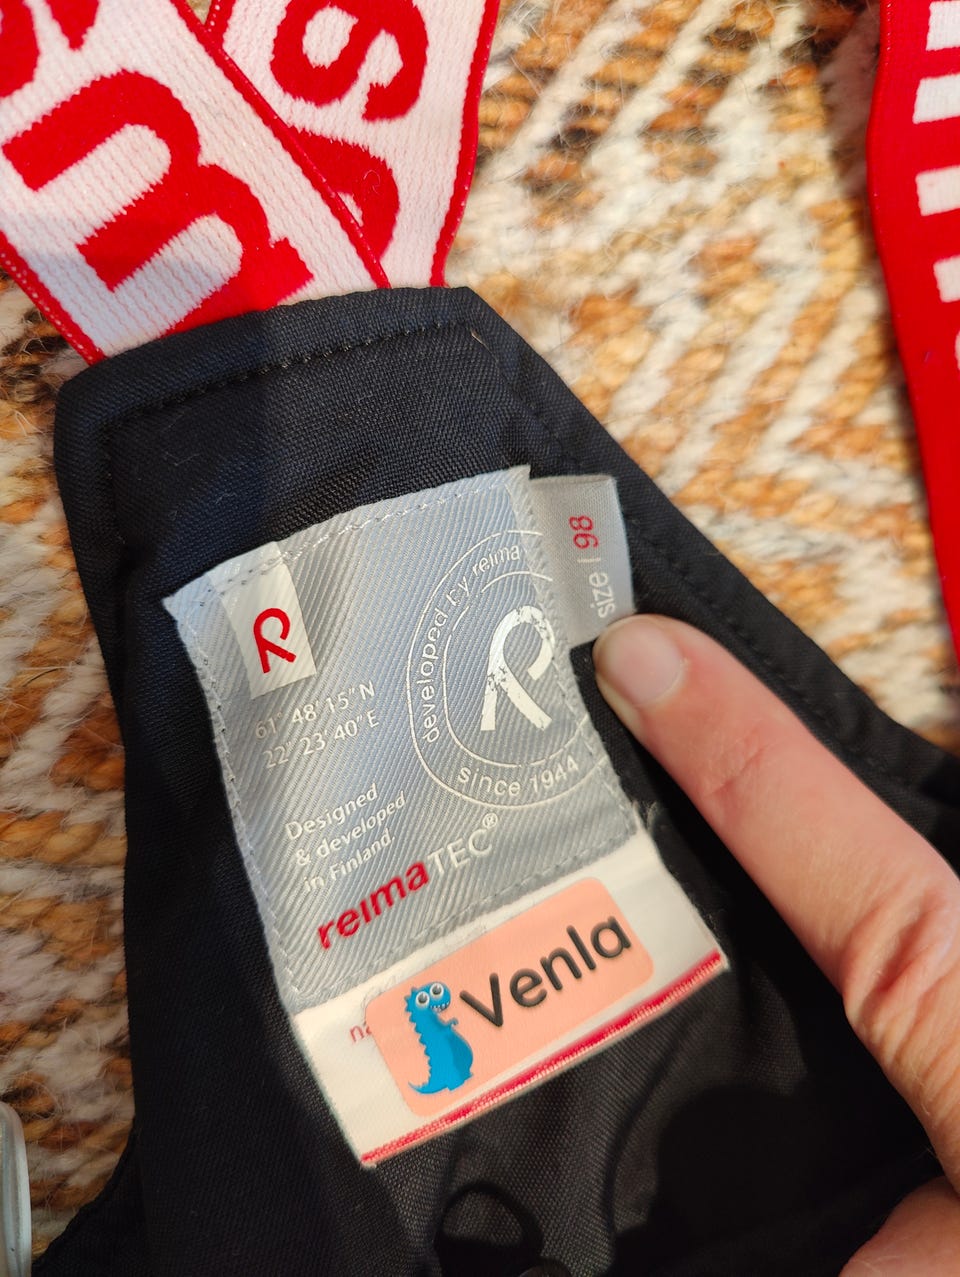 size 98
developed by reima
since 1944
61° 48' 15" N
22° 23' 40" E
Designed
& developed
in Finland.
reimaTEC®
Venla